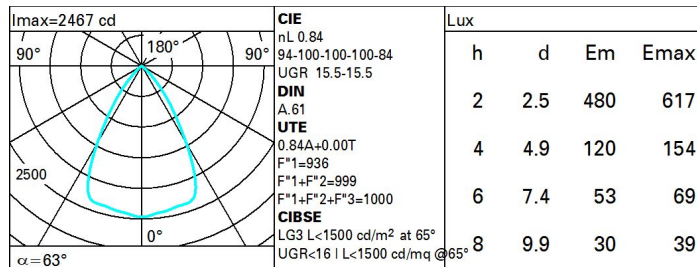 Imax=2467 cd
90° 180° 90°
2500
0°
α=63°
CIE
nL 0.84
94-100-100-100-84
UGR 15.5-15.5
DIN
A.61
UTE
0.84A+0.00T
F"1=936
F"1+F"2=999
F"1+F"2+F"3=1000
CIBSE
LG3 L<1500 cd/m² at 65°
UGR<16 | L<1500 cd/mq @65°
Lux
h d Em Emax
2 2.5 480 617
4 4.9 120 154
6 7.4 53 69
8 9.9 30 39